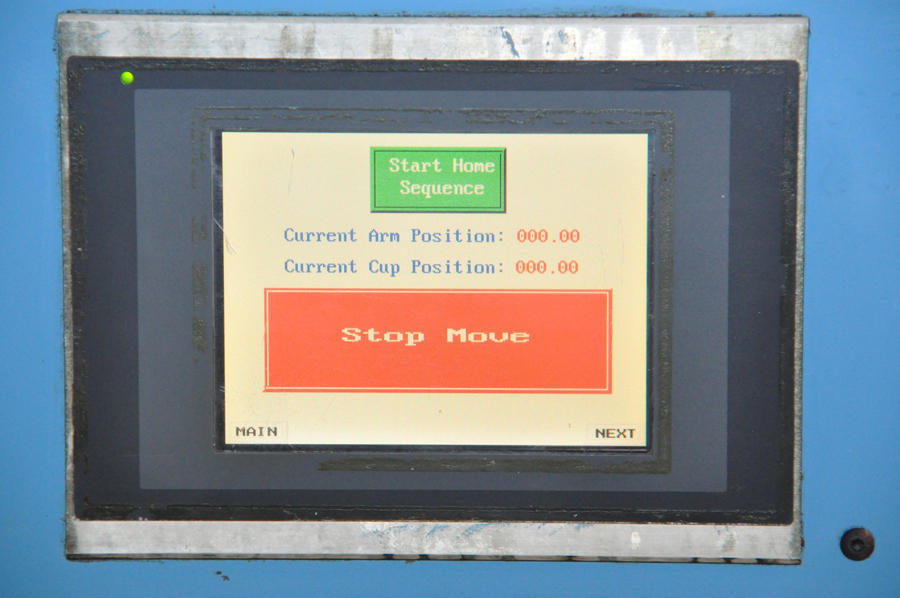 Start Home
Sequence
Current Arm Position: 000.00
Current Cup Position: 000.00
Stop Move
MAIN
NEXT